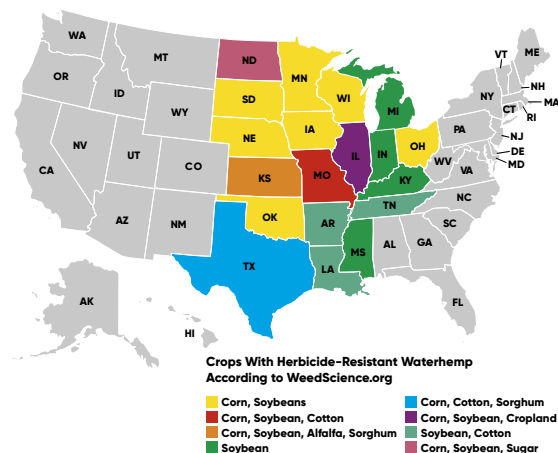 WA
MT
ND
MN
ME
VT
OR
ID
SD
WI
MI
NY
NH
MA
CT
RI
WY
IA
PA
NJ
NV
NE
IL
IN
OH
DE
MD
UT
CO
WV
VA
CA
KS
MO
KY
NC
TN
AZ
NM
OK
AR
SC
TX
LA
MS
AL
GA
AK
FL
HI
Crops With Herbicide-Resistant Waterhemp
According to WeedScience.org
Corn, Soybeans
Corn, Soybean, Cotton
Corn, Soybean, Alfalfa, Sorghum
Soybean
Corn, Cotton, Sorghum
Corn, Soybean, Cropland
Soybean, Cotton
Corn, Soybean, Sugar